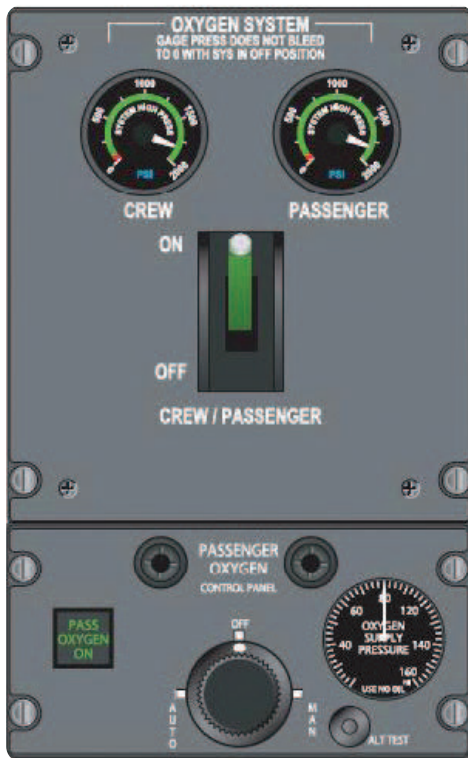 OXYGEN SYSTEM
GAGE PRESS DOES NOT BLEED
TO 0 WITH SYS IN OFF POSITION
0 500 1000 1500 2000
SYSTEM HIGH PRESS
PSI
0 500 1000 1500 2000
SYSTEM HIGH PRESS
PSI
CREW
PASSENGER
ON
OFF
CREW / PASSENGER
PASSENGER
OXYGEN
CONTROL PANEL
PASS
OXYGEN
ON
OFF
AUTO
MAN
40 60 80 120 140 160
OXYGEN
SUPPLY
PRESSURE
USE NO OIL
ALT TEST